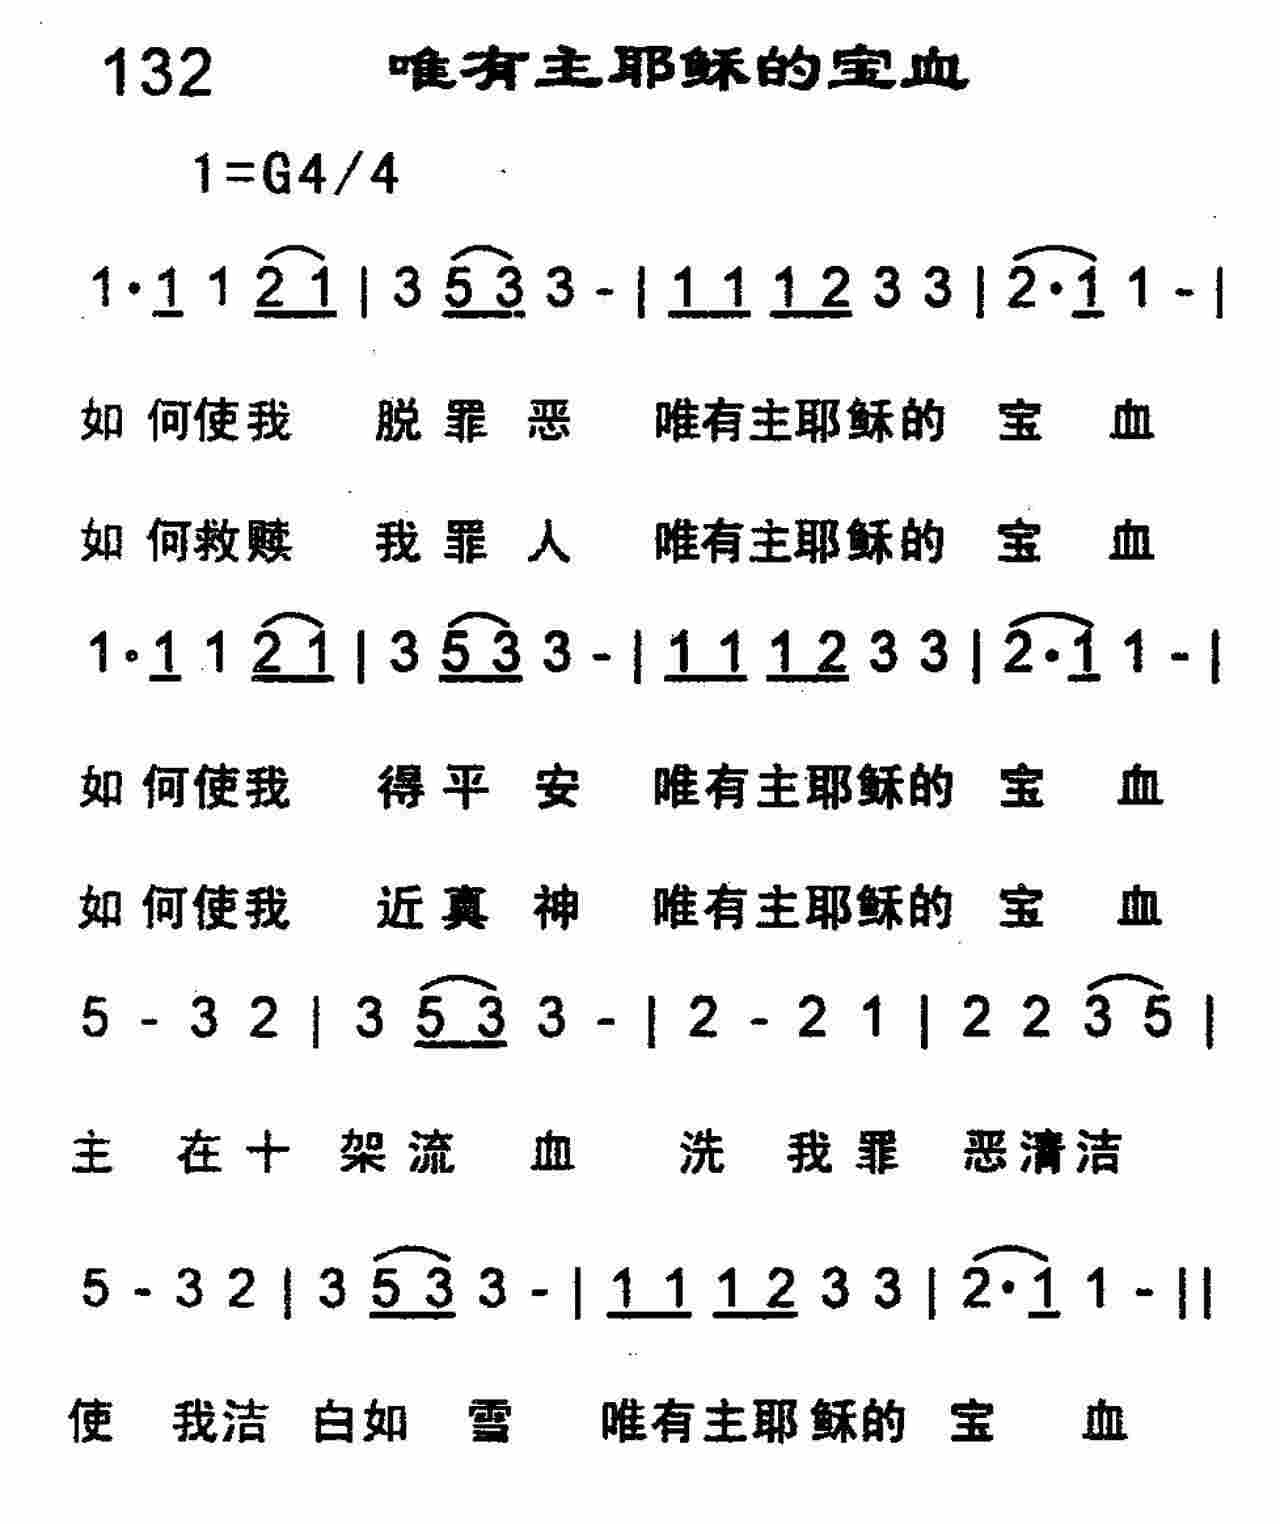 132 唯有主耶稣的宝血
1=G4/4
1·1 1 2 1 | 3 5 3 3 - | 1 1 1 2 3 3 | 2·1 1 - |
如何使我 脱罪恶 唯有主耶稣的 宝 血
如何救赎 我罪人 唯有主耶稣的 宝 血
1·1 1 2 1 | 3 5 3 3 - | 1 1 1 2 3 3 | 2·1 1 - |
如何使我 得平安 唯有主耶稣的 宝 血
如何使我 近真神 唯有主耶稣的 宝 血
5 - 3 2 | 3 5 3 3 - | 2 - 2 1 | 2 2 3 5 |
主 在十 架流 血 洗 我罪 恶清洁
5 - 3 2 | 3 5 3 3 - | 1 1 1 2 3 3 | 2·1 1 - ||
使 我洁 白如 雪 唯有主耶稣的 宝 血